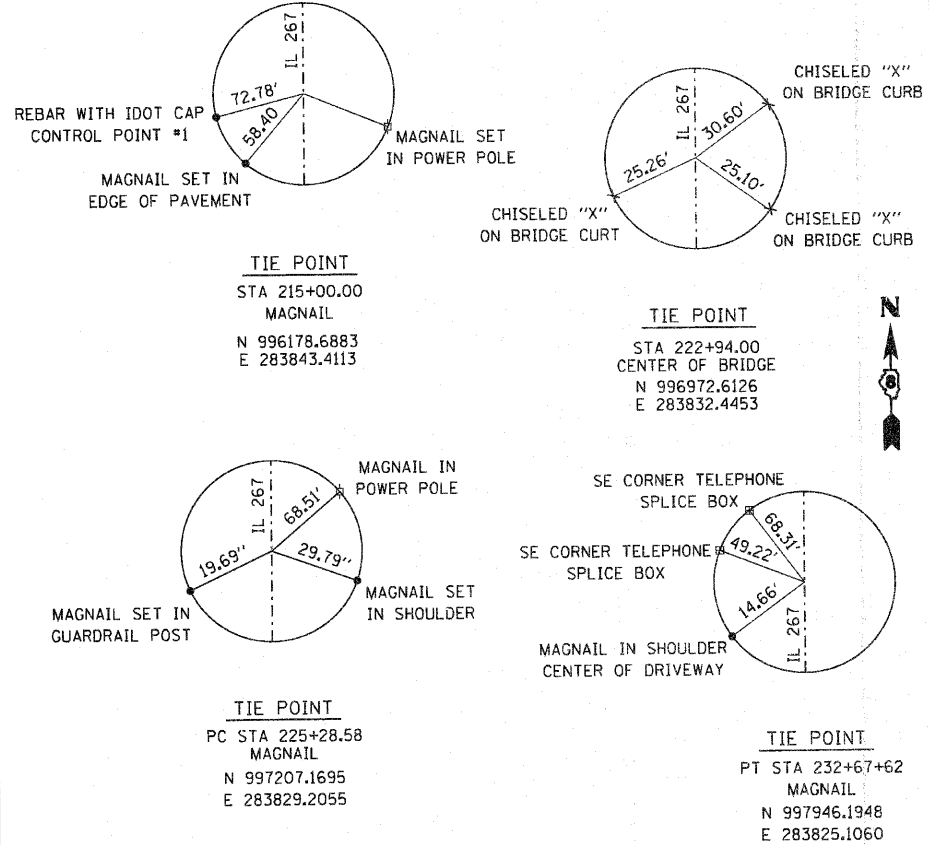 IL 267
72.78'
58.40
REBAR WITH IDOT CAP
CONTROL POINT #1
MAGNAIL SET IN
EDGE OF PAVEMENT
MAGNAIL SET
IN POWER POLE
TIE POINT
STA 215+00.00
MAGNAIL
N 996178.6883
E 283843.4113
IL 267
30.60'
25.26'
25.10'
CHISELED "X"
ON BRIDGE CURB
CHISELED "X"
ON BRIDGE CURT
CHISELED "X"
ON BRIDGE CURB
TIE POINT
STA 222+94.00
CENTER OF BRIDGE
N 996972.6126
E 283832.4453
N
8
IL 267
68.51'
19.69''
29.79''
MAGNAIL IN
POWER POLE
MAGNAIL SET IN
GUARDRAIL POST
MAGNAIL SET
IN SHOULDER
TIE POINT
PC STA 225+28.58
MAGNAIL
N 997207.1695
E 283829.2055
SE CORNER TELEPHONE
SPLICE BOX
68.31'
SE CORNER TELEPHONE
SPLICE BOX
49.22'
14.66'
IL 267
MAGNAIL IN SHOULDER
CENTER OF DRIVEWAY
TIE POINT
PT STA 232+67+62
MAGNAIL
N 997946.1948
E 283825.1060